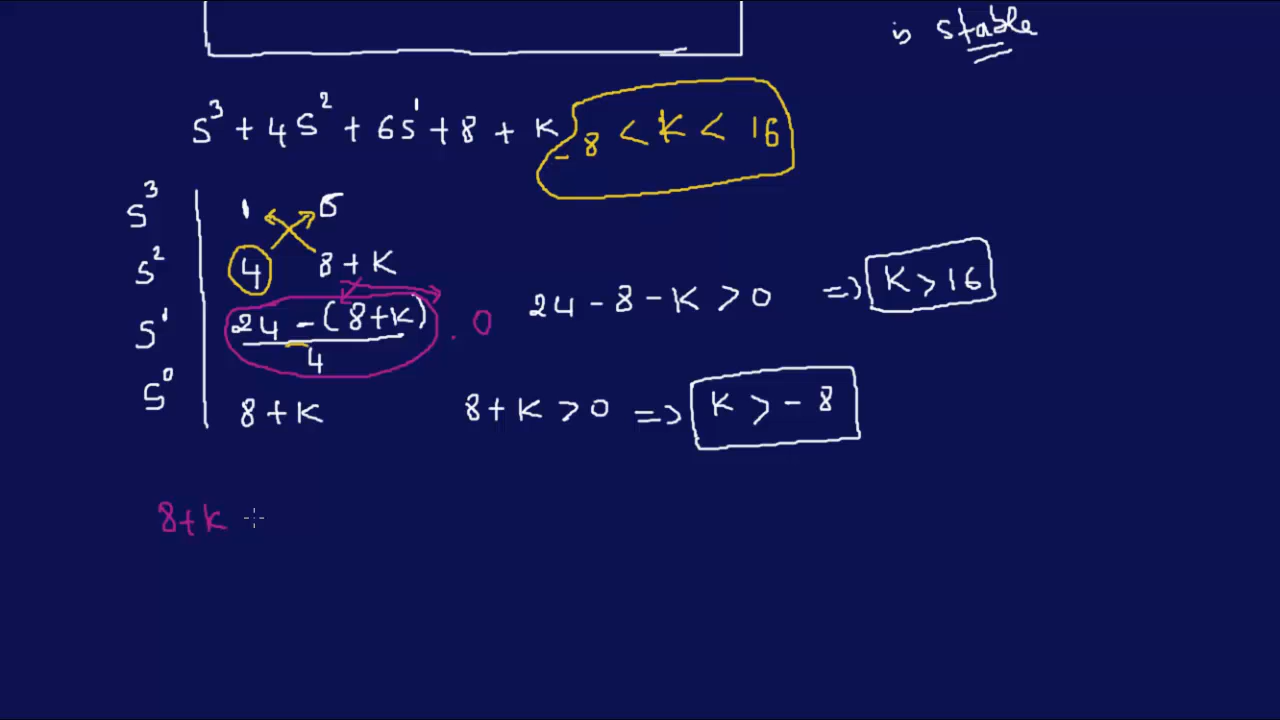 is stable
S³ + 4S² + 6S¹ + 8 + K
-8 < K < 16
S³ | 1 6
S² | 4 8 + K
S¹ | 24 - (8+K) / 4 . 0
24 - 8 - K > 0 => K > 16
S⁰ | 8 + K
8 + K > 0 => K > - 8
8+K